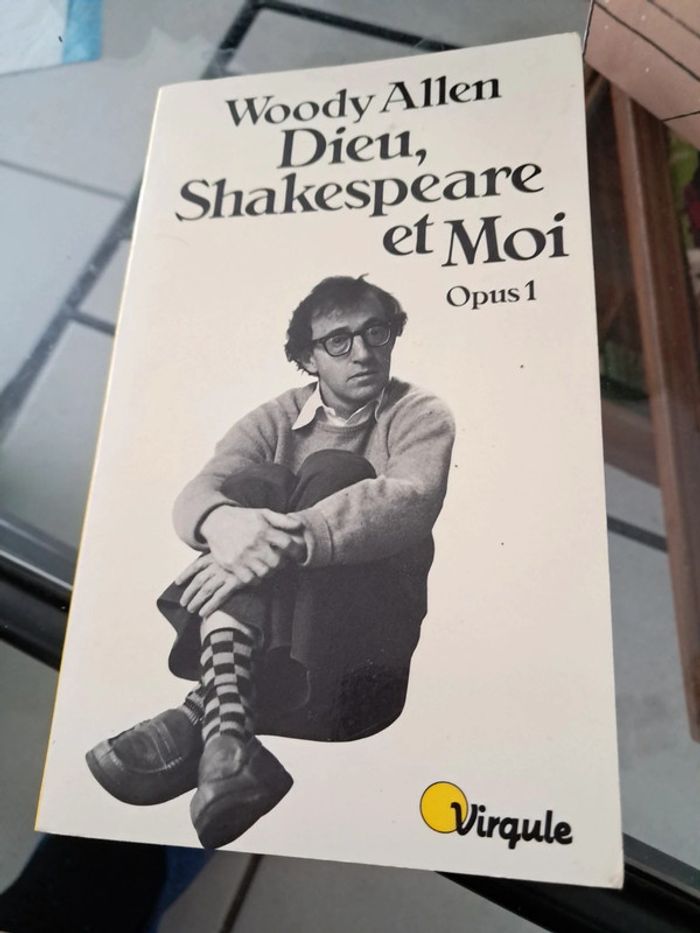 Woody Allen
Dieu,
Shakespeare
et Moi
Opus 1
Virgule